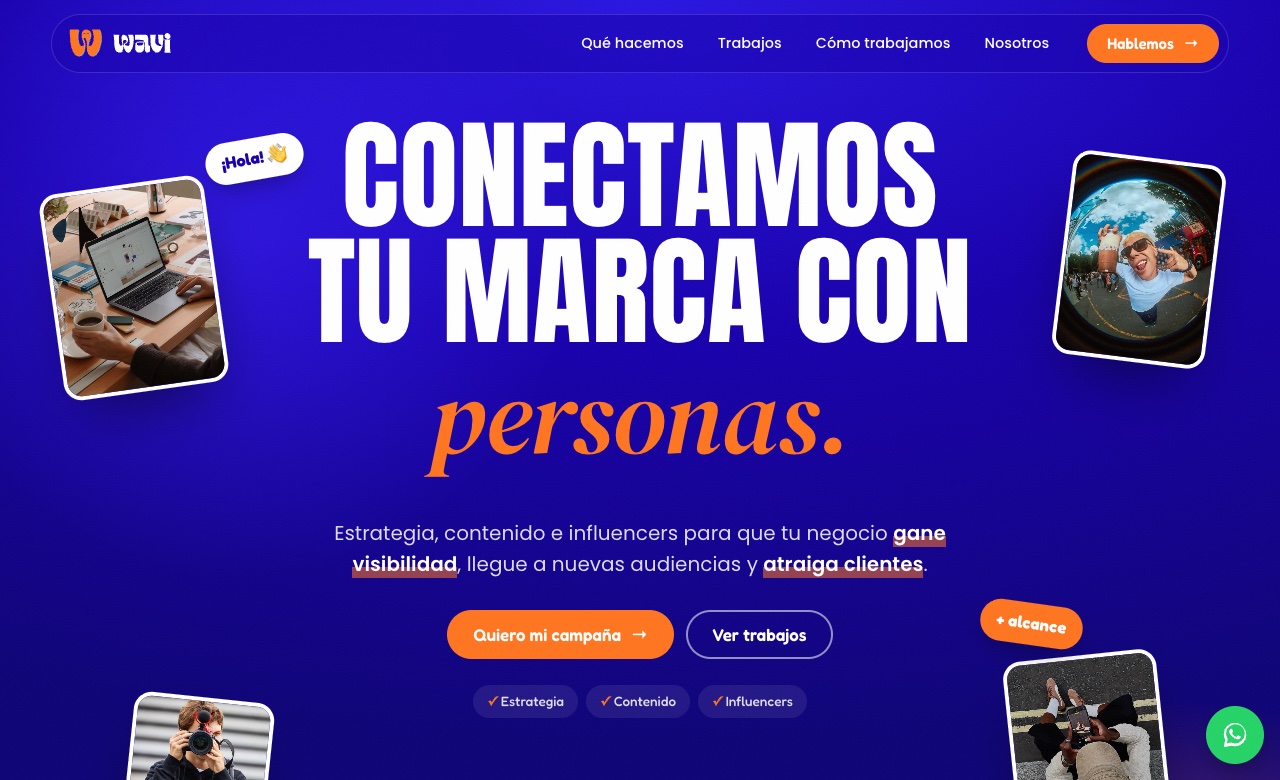 wavi
Qué hacemos
Trabajos
Cómo trabajamos
Nosotros
Hablemos →
¡Hola! 👋
CONECTAMOS
TU MARCA CON
personas.
Estrategia, contenido e influencers para que tu negocio gane
visibilidad, llegue a nuevas audiencias y atraiga clientes.
Quiero mi campaña →
Ver trabajos
+ alcance
✓ Estrategia
✓ Contenido
✓ Influencers